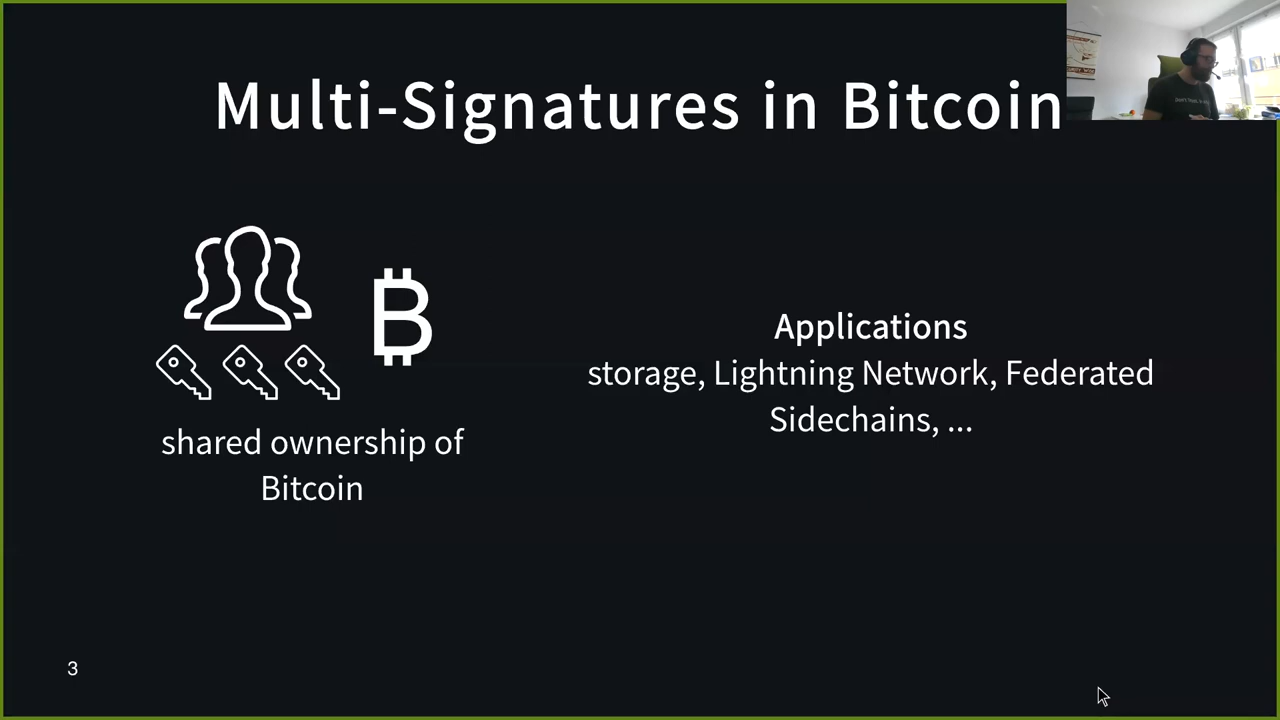 Multi-Signatures in Bitcoin
shared ownership of
Bitcoin
Applications
storage, Lightning Network, Federated
Sidechains, ...
3